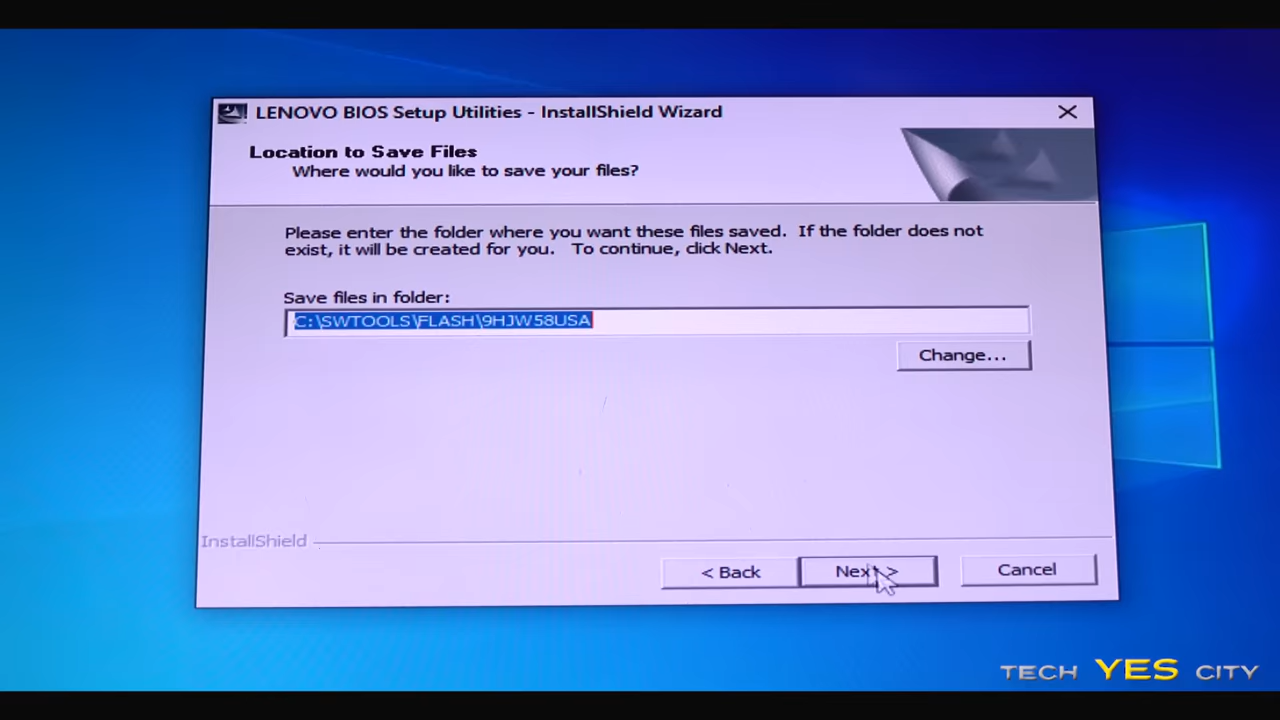 LENOVO BIOS Setup Utilities - InstallShield Wizard
Location to Save Files
Where would you like to save your files?
Please enter the folder where you want these files saved. If the folder does not
exist, it will be created for you. To continue, click Next.
Save files in folder:
C:\SWTOOLS\FLASH\9HJW58USA
Change...
InstallShield
< Back
Next >
Cancel
TECH YES CITY